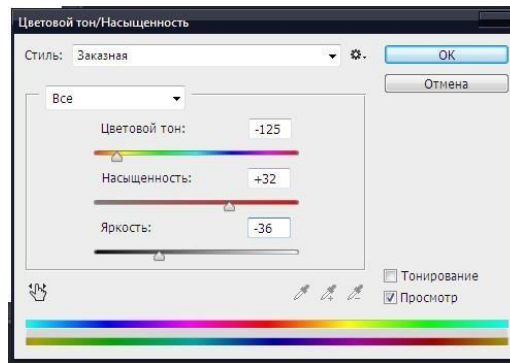 Цветовой тон/Насыщенность
Стиль: Заказная
OK
Отмена
Все
Цветовой тон: -125
Насыщенность: +32
Яркость: -36
Тонирование
Просмотр